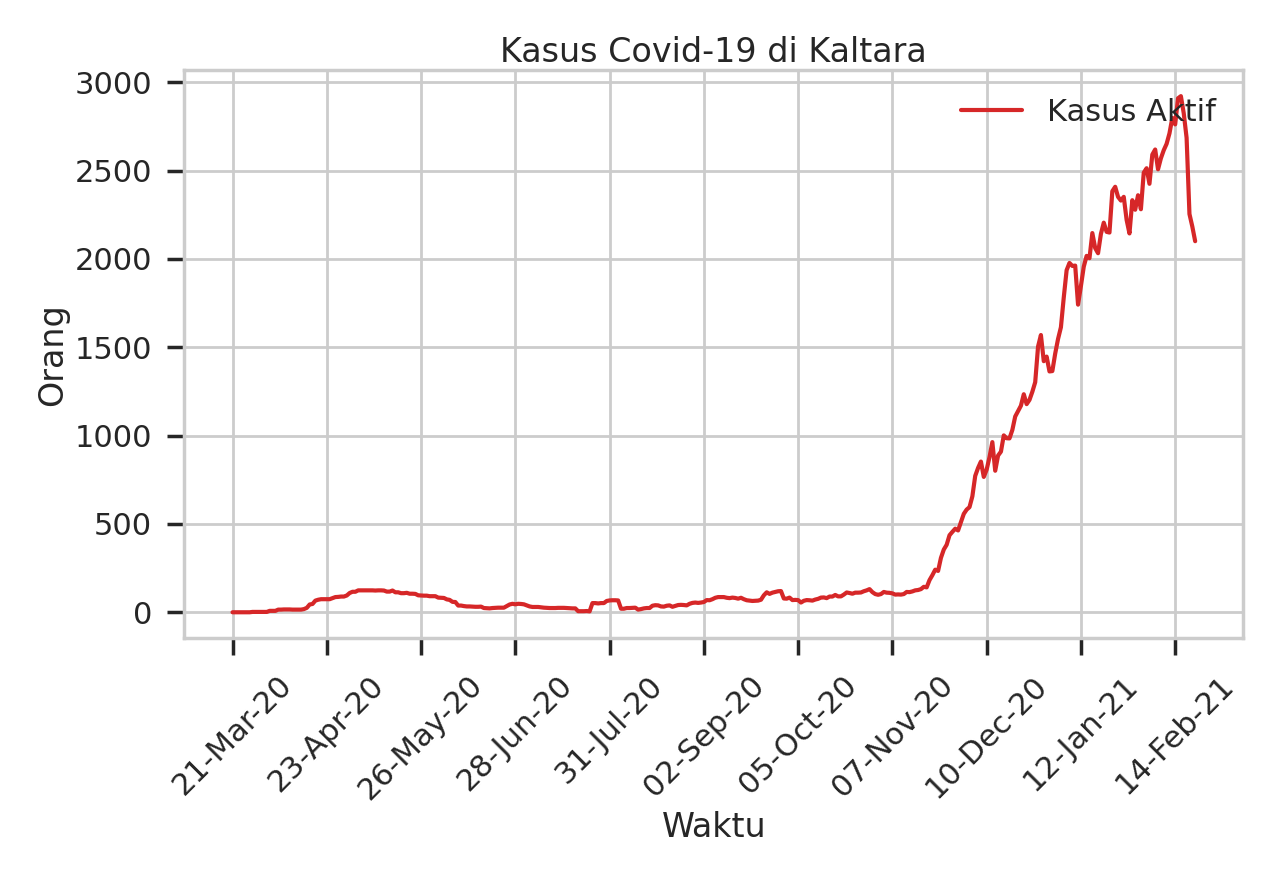 Kasus Covid-19 di Kaltara
3000
2500
2000
1500
1000
500
0
Orang
Kasus Aktif
21-Mar-20
23-Apr-20
26-May-20
28-Jun-20
31-Jul-20
02-Sep-20
05-Oct-20
07-Nov-20
10-Dec-20
12-Jan-21
14-Feb-21
Waktu